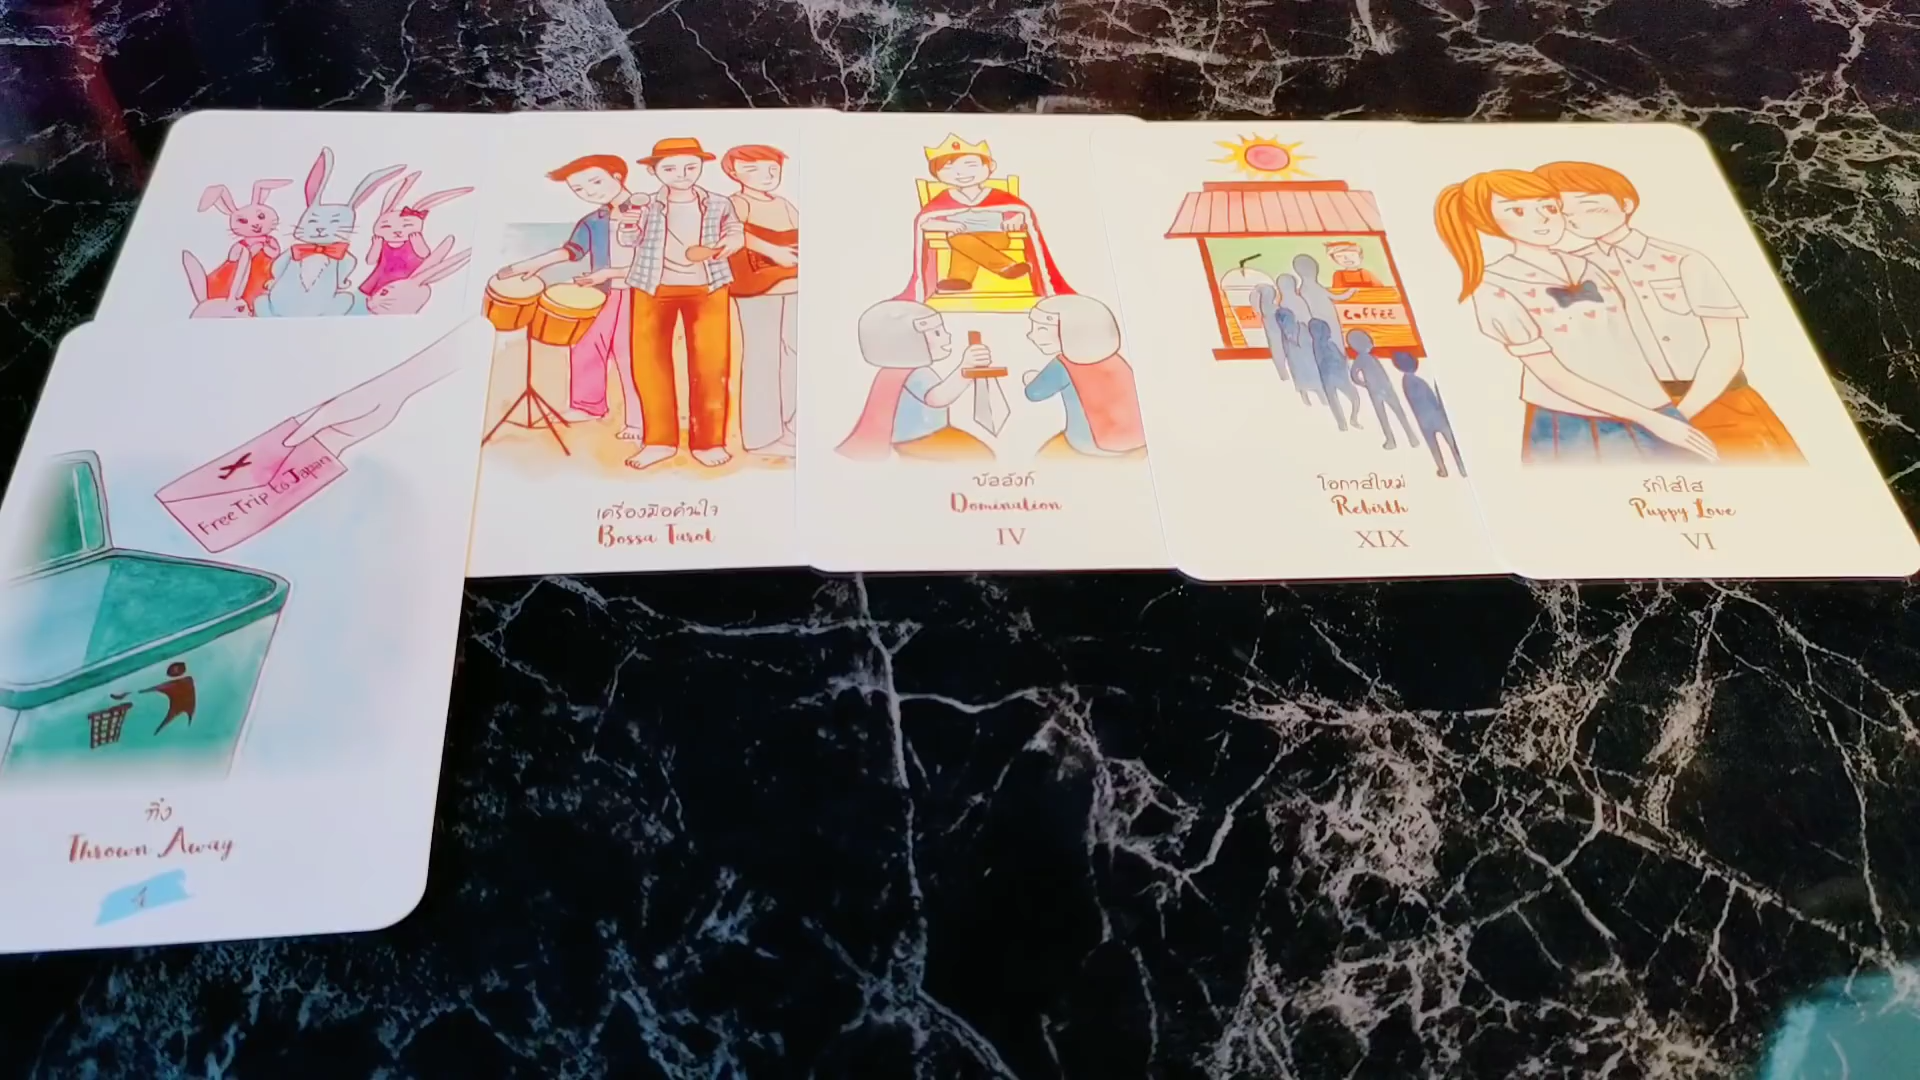 เครื่องมือค้ำนใจ
Bossa Tarot
บัลลังก์
Domination
IV
โอกาสใหม่
Coffee
Rebirth
XIX
รักใสใส
Puppy Love
VI
Free Trip to Japan
ทิ้ง
Thrown Away
4